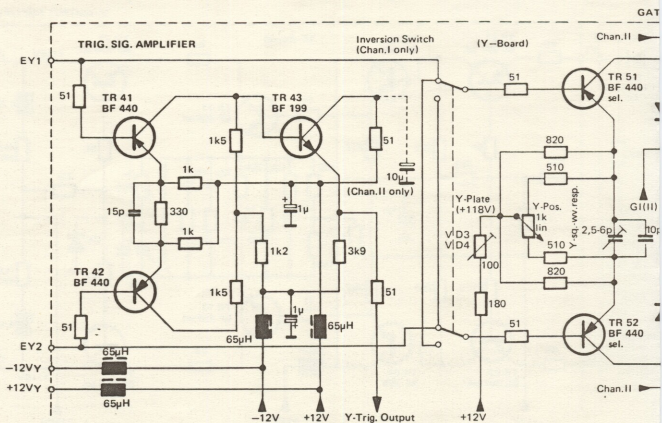 GAT
TRIG. SIG. AMPLIFIER
Inversion Switch
(Chan.I only)
(Y-Board)
Chan.II
EY1
51
TR 41
BF 440
TR 43
BF 199
51
TR 51
BF 440
sel.
1k5
51
10µ
(Chan.II only)
820
510
1k
15p
330
1k
+
1µ
Y-Plate
(+118V)
Y-Pos.
1k
lin
Y-sq.-wv.resp.
2,5-6p
GI(II)
10p
VD3
VD4
100
510
820
1k2
3k9
TR 42
BF 440
1k5
1µ
+
51
180
51
65µH
65µH
51
TR 52
BF 440
sel.
EY2
-12VY
65µH
+12VY
65µH
-12V
+12V
Y-Trig. Output
+12V
Chan.II